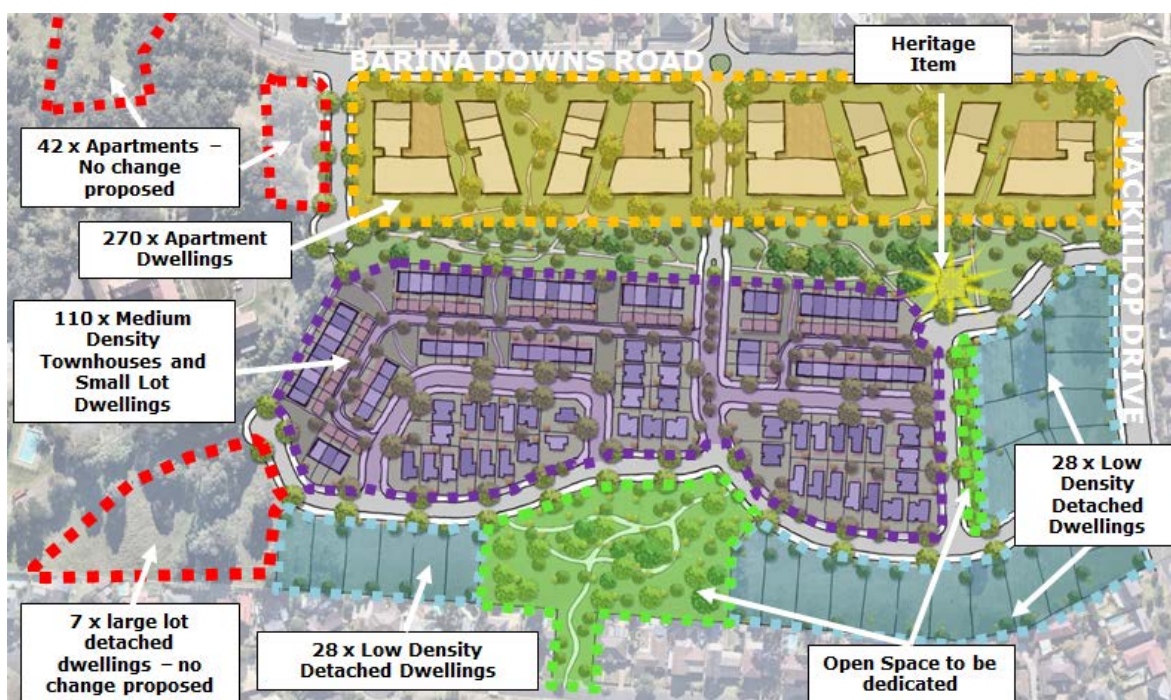 BARINA DOWNS ROAD
Heritage
Item
42 x Apartments –
No change
proposed
MACKILLOP DRIVE
270 x Apartment
Dwellings
110 x Medium
Density
Townhouses and
Small Lot
Dwellings
28 x Low
Density
Detached
Dwellings
7 x large lot
detached
dwellings – no
change proposed
28 x Low Density
Detached Dwellings
Open Space to be
dedicated